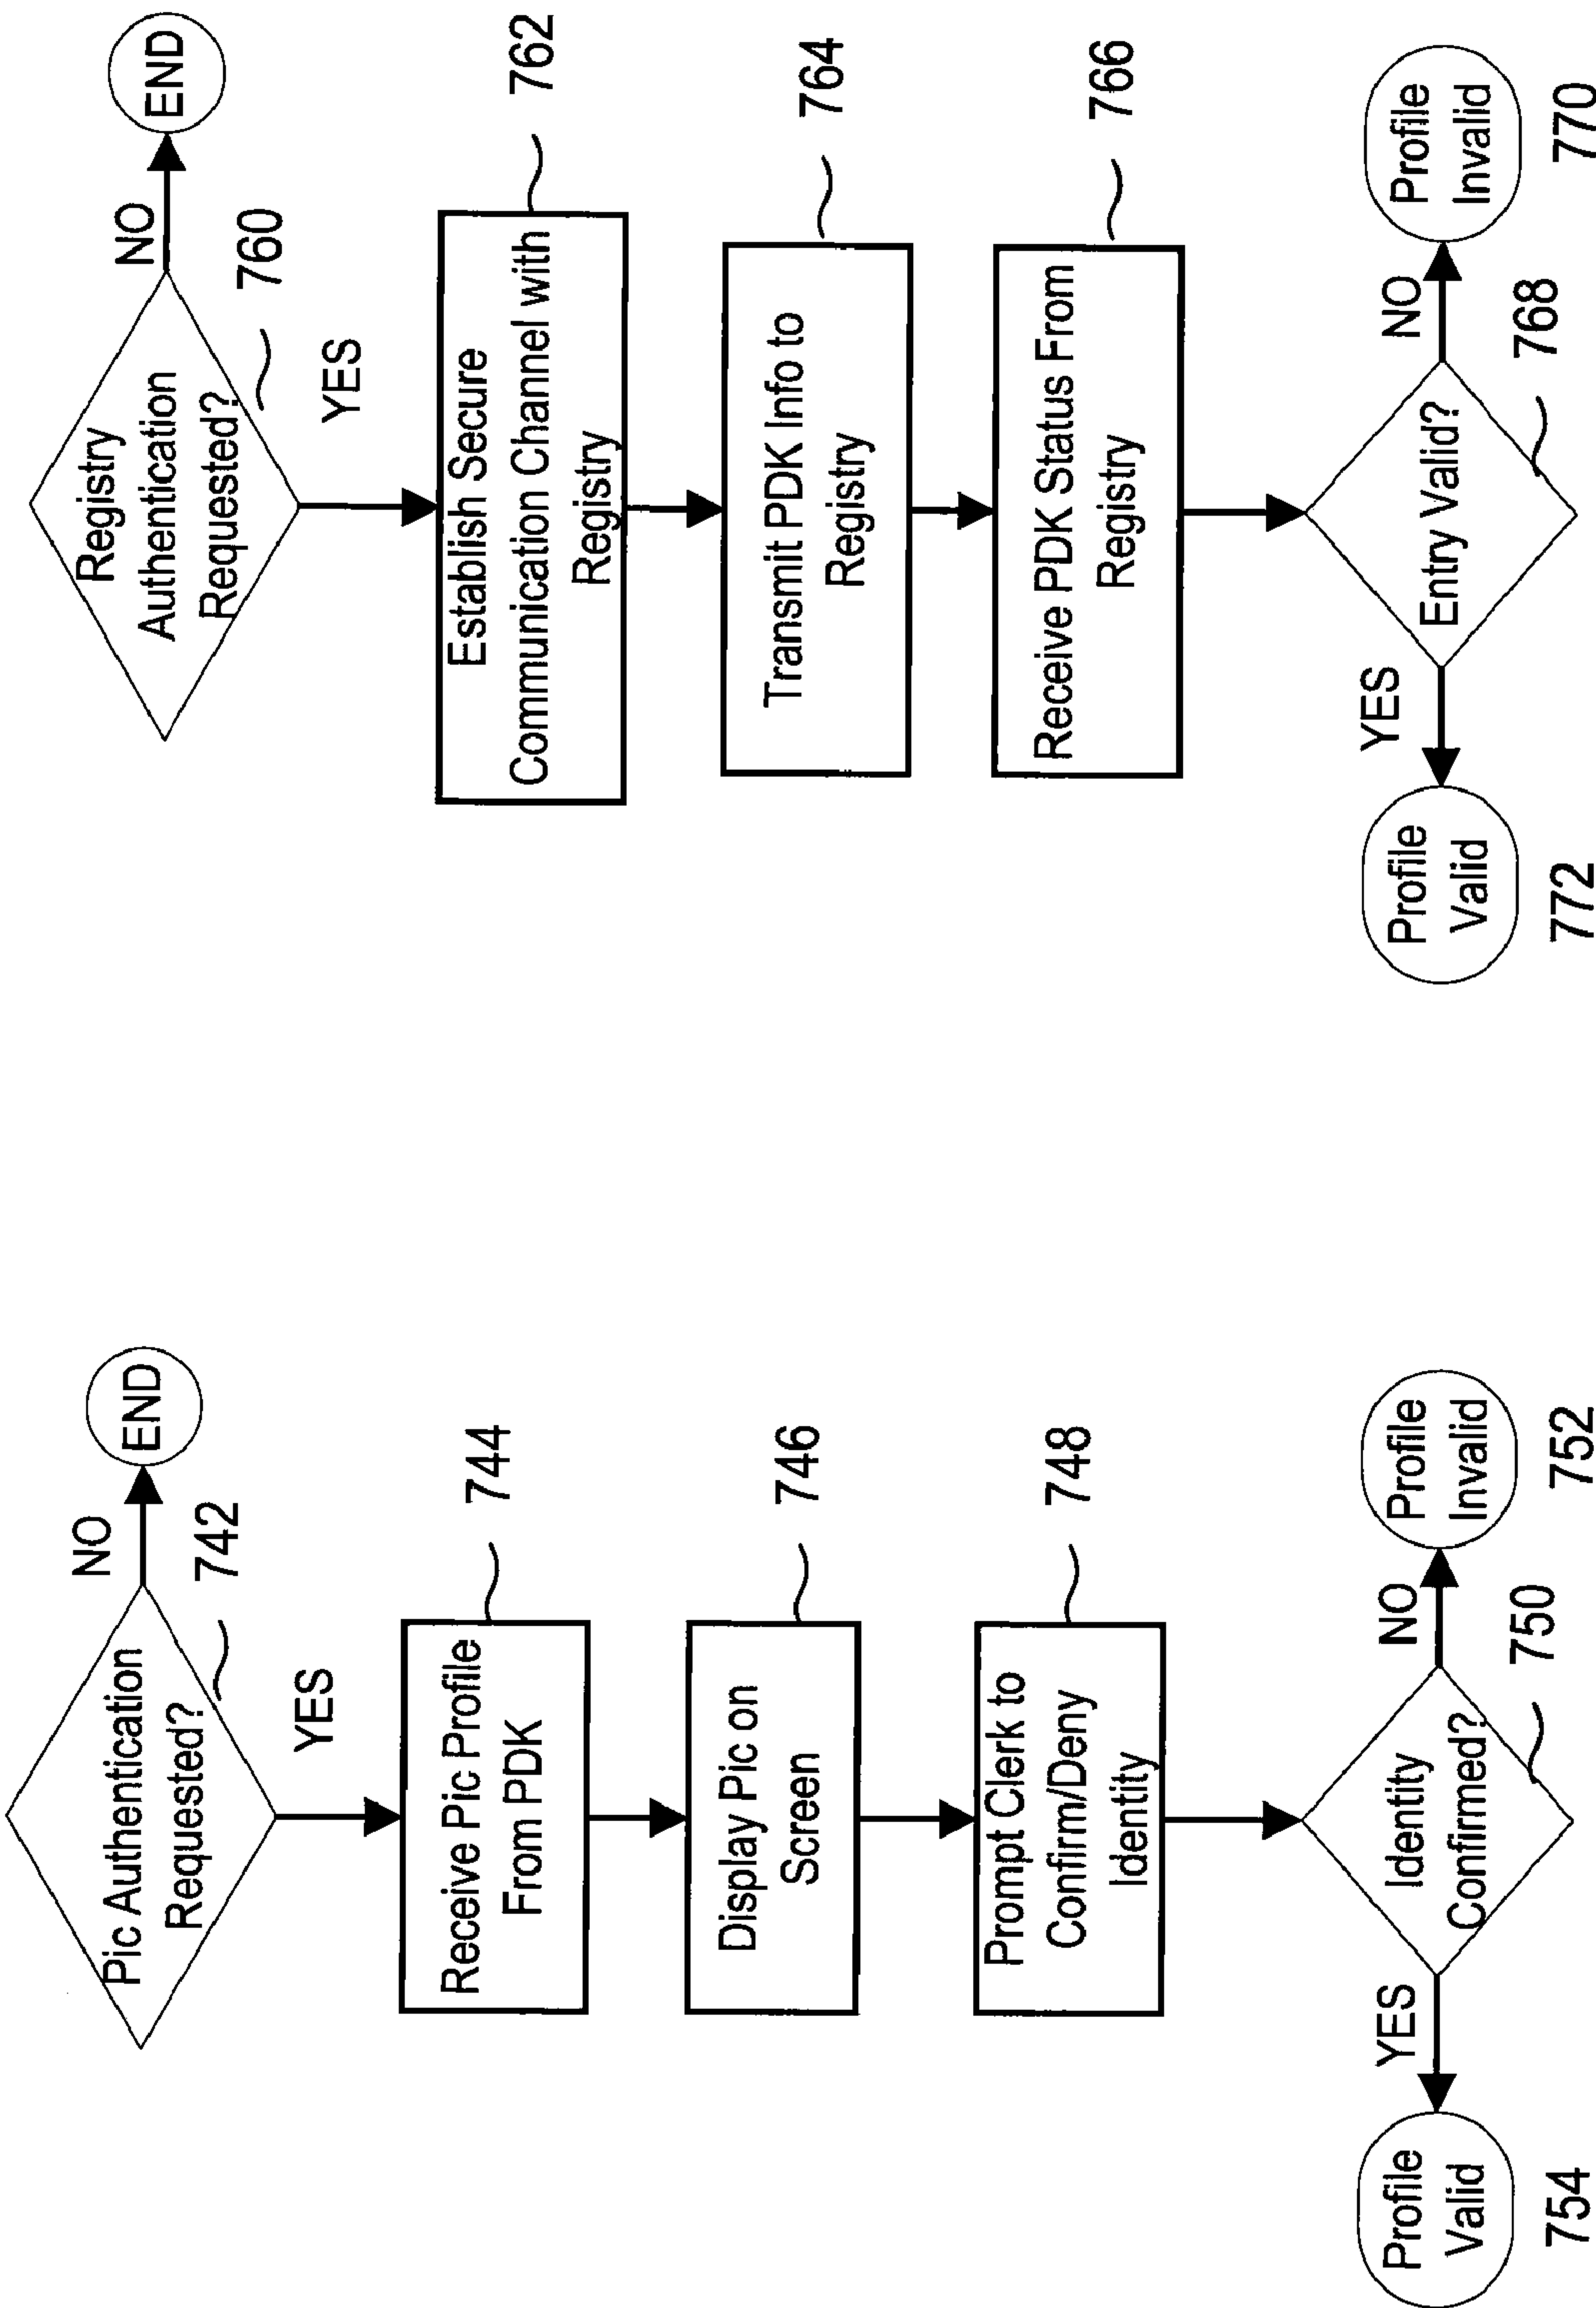 Pic Authentication
Requested?
NO
END
742
YES
Receive Pic Profile
From PDK
744
Display Pic on
Screen
746
Prompt Clerk to
Confirm/Deny
Identity
748
Identity
Confirmed?
750
YES
NO
Profile
Valid
754
Profile
Invalid
752
Registry
Authentication
Requested?
NO
END
760
YES
Establish Secure
Communication Channel with
Registry
762
Transmit PDK Info to
Registry
764
Receive PDK Status From
Registry
766
Entry Valid?
768
YES
NO
Profile
Valid
772
Profile
Invalid
770